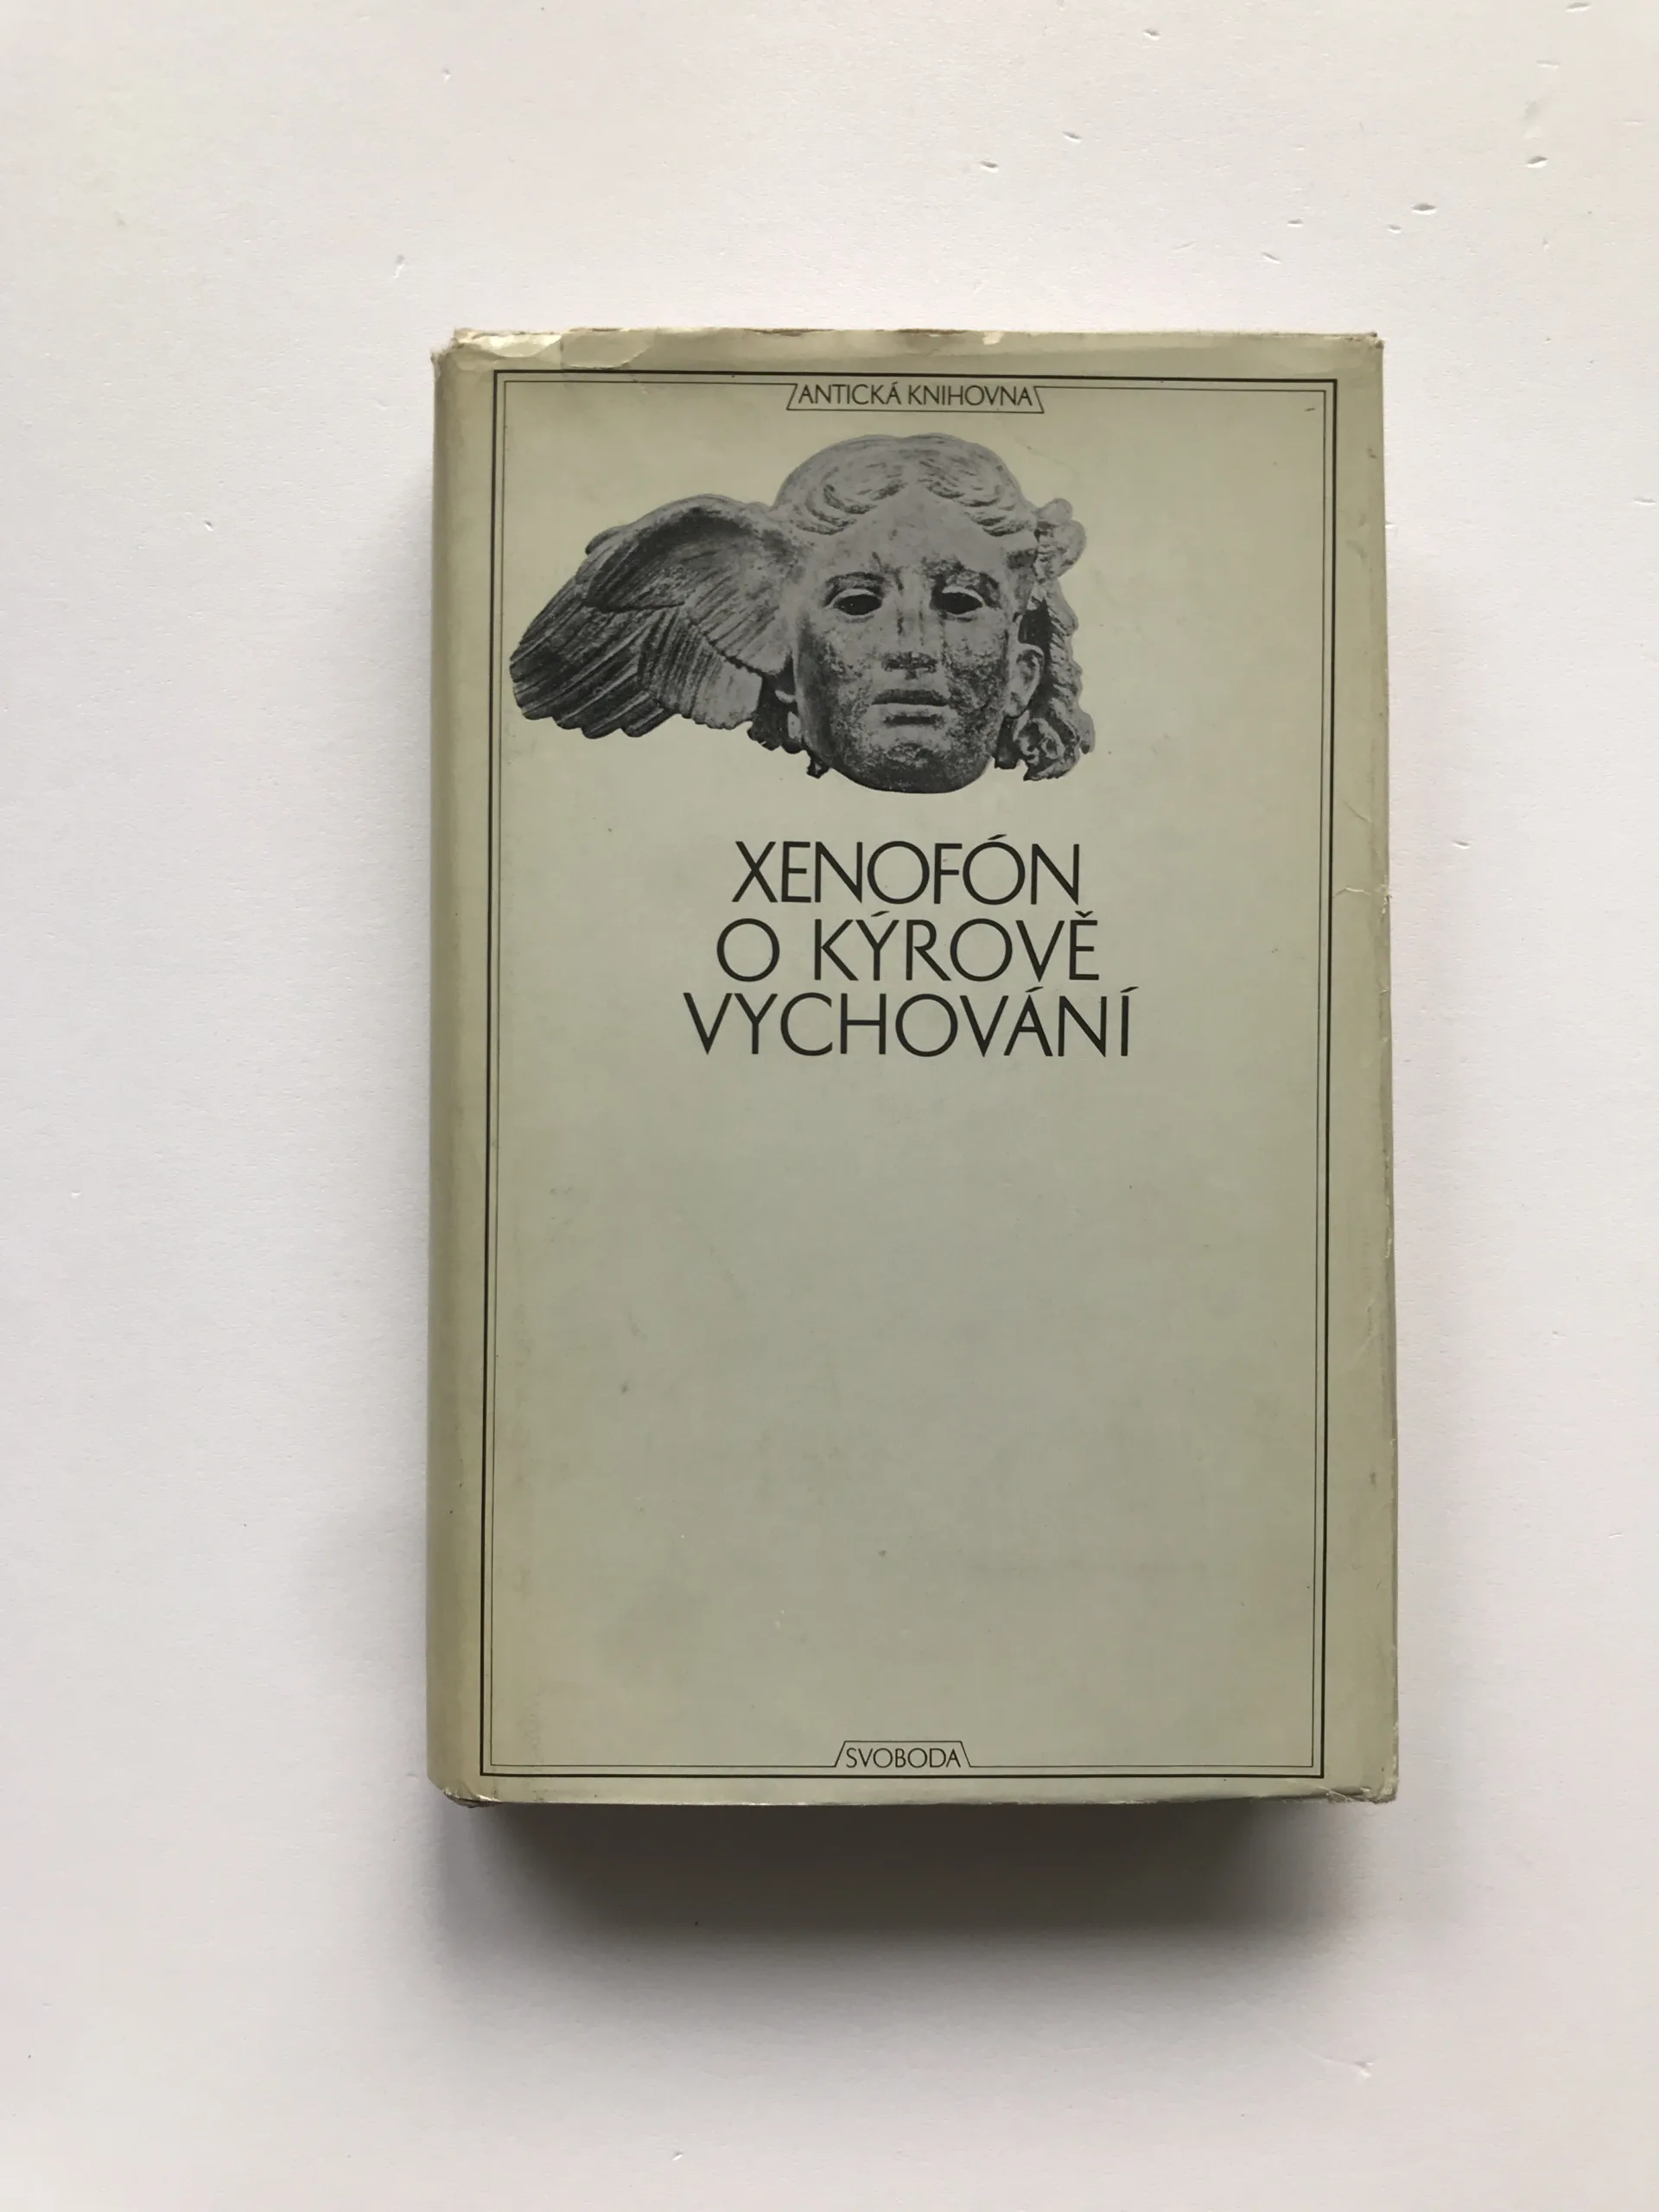 ANTICKÁ KNIHOVNA
XENOFÓN
O KÝROVĚ
VYCHOVÁNÍ
SVOBODA